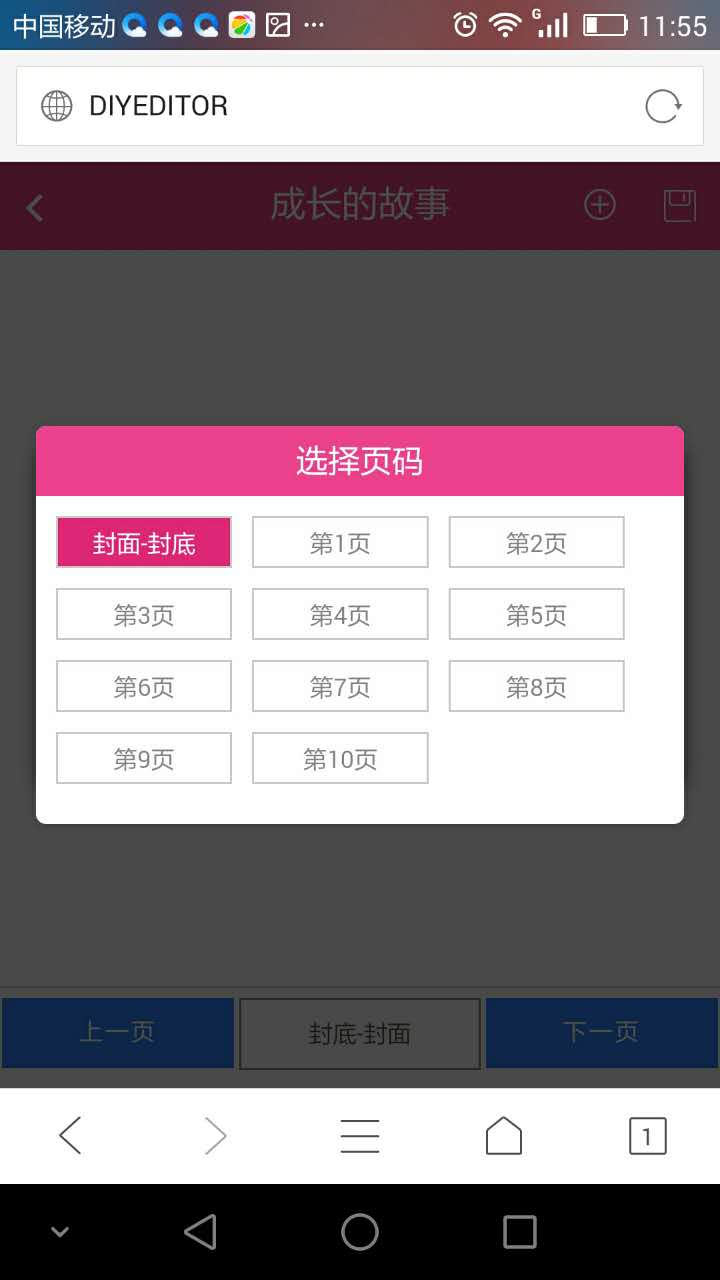 中国移动 G 11:55
DIYEDITOR
成长的故事
选择页码
封面-封底 第1页 第2页
第3页 第4页 第5页
第6页 第7页 第8页
第9页 第10页
上一页 封底-封面 下一页
1